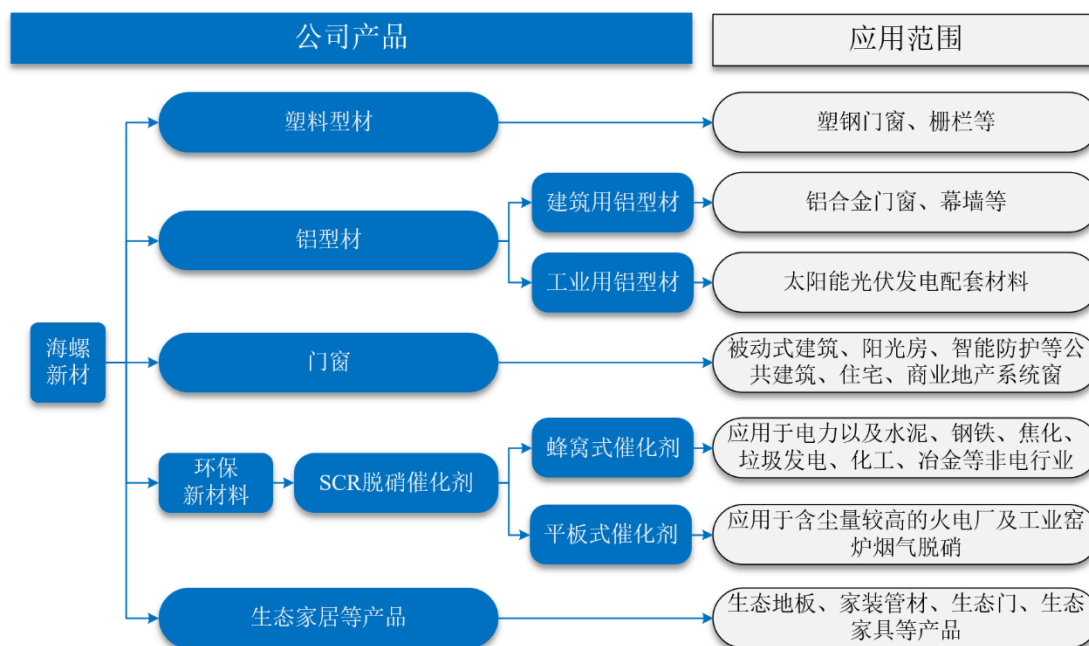 公司产品
应用范围
塑料型材
塑钢门窗、栅栏等
铝型材
建筑用铝型材
铝合金门窗、幕墙等
工业用铝型材
太阳能光伏发电配套材料
海螺
新材
门窗
被动式建筑、阳光房、智能防护等公
共建筑、住宅、商业地产系统窗
环保
新材料
SCR脱硝催化剂
蜂窝式催化剂
应用于电力以及水泥、钢铁、焦化、
垃圾发电、化工、冶金等非电行业
平板式催化剂
应用于含尘量较高的火电厂及工业窑
炉烟气脱硝
生态家居等产品
生态地板、家装管材、生态门、生态
家具等产品